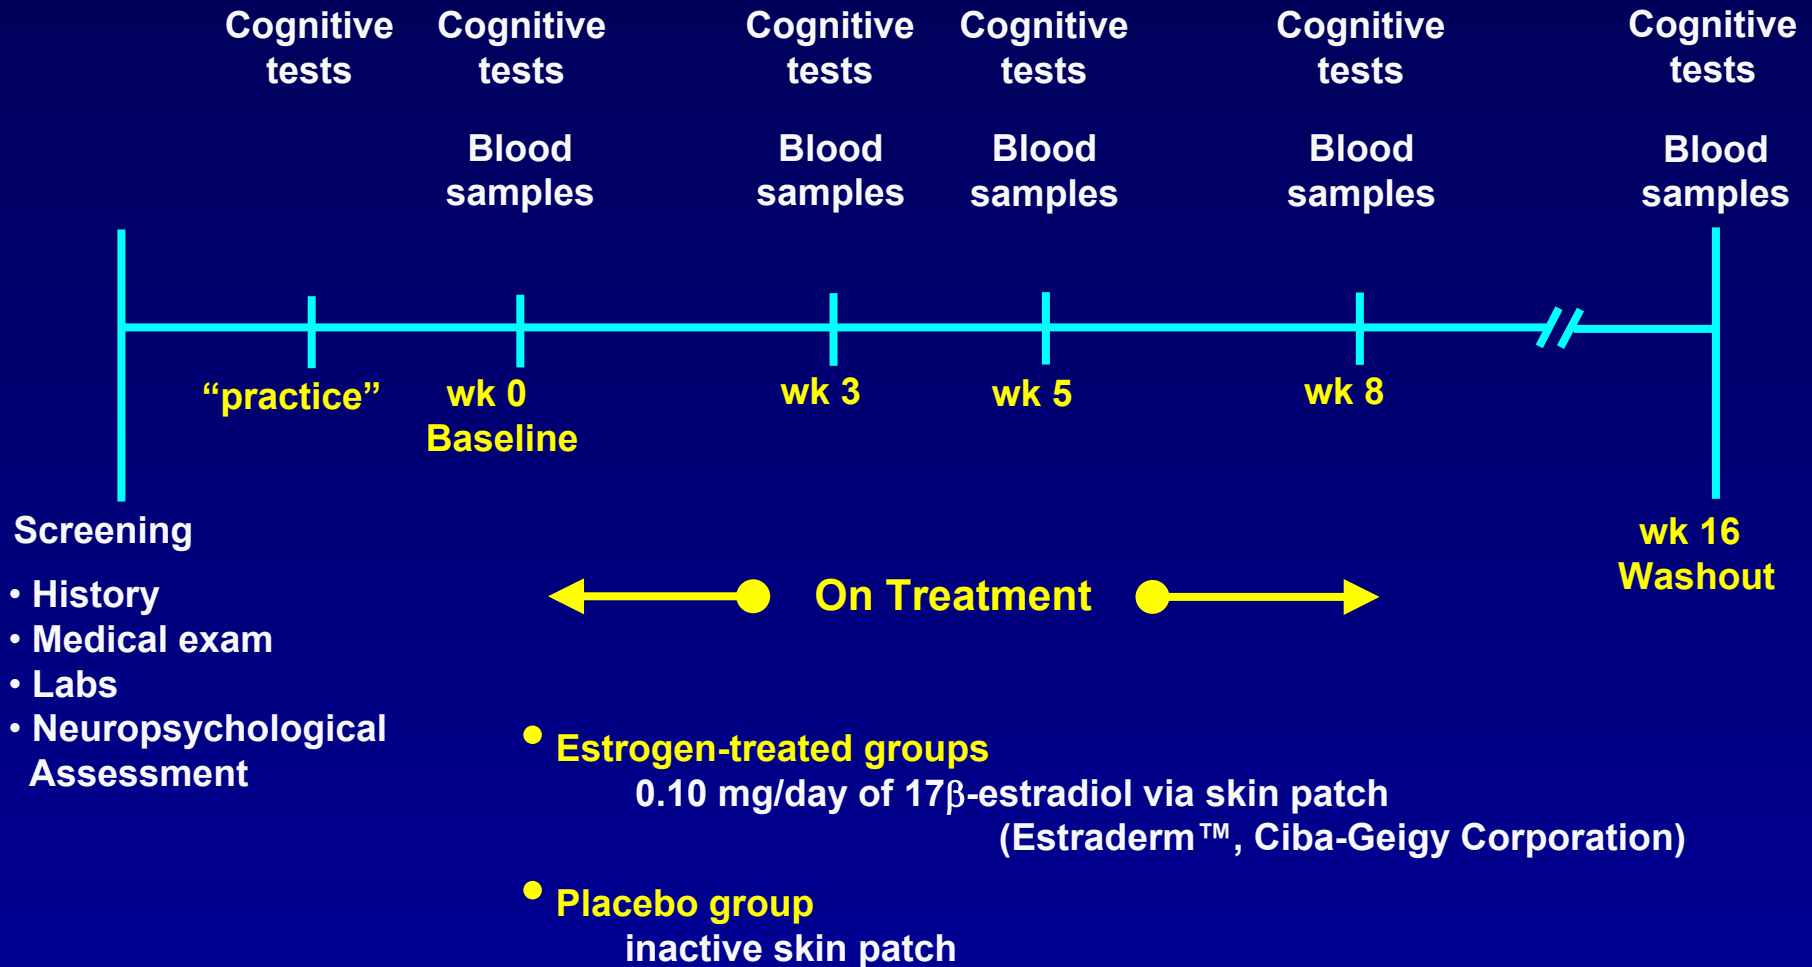 Cognitive tests
Cognitive tests
Cognitive tests
Cognitive tests
Cognitive tests
Cognitive tests
Blood samples
Blood samples
Blood samples
Blood samples
Blood samples
“practice”
wk 0
Baseline
wk 3
wk 5
wk 8
wk 16
Washout
Screening
• History
• Medical exam
• Labs
• Neuropsychological
Assessment
On Treatment
• Estrogen-treated groups
0.10 mg/day of 17β-estradiol via skin patch
(Estraderm™, Ciba-Geigy Corporation)
• Placebo group
inactive skin patch